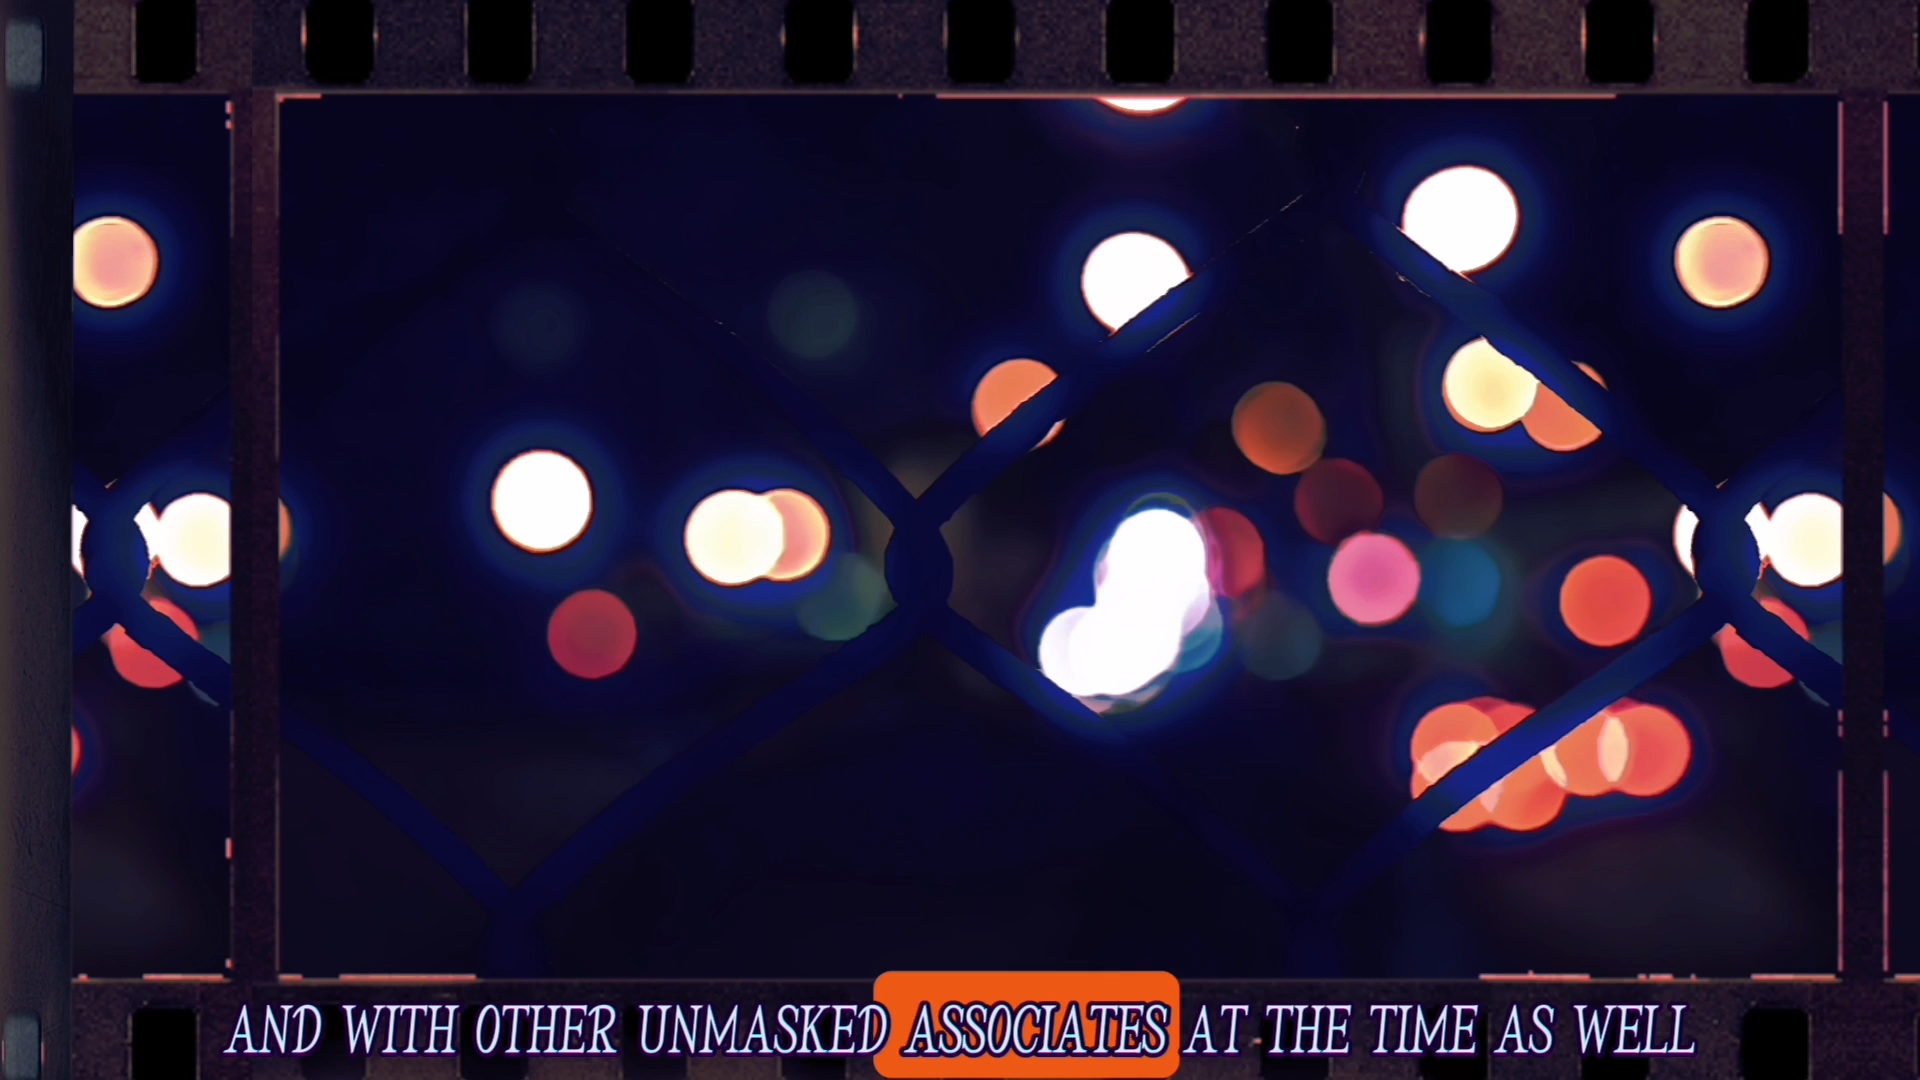 AND WITH OTHER UNMASKED ASSOCIATES AT THE TIME AS WELL